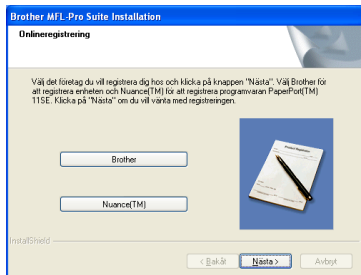 Brother MFL-Pro Suite Installation
Onlineregistrering
Välj det företag du vill registrera dig hos och klicka på knappen "Nästa". Välj Brother för
att registrera enheten och Nuance(TM) för att registrera programvaran PaperPort(TM)
11SE. Klicka på "Nästa" om du vill vänta med registreringen.
Brother
Nuance(TM)
InstallShield
< Bakåt
Nästa >
Avbryt